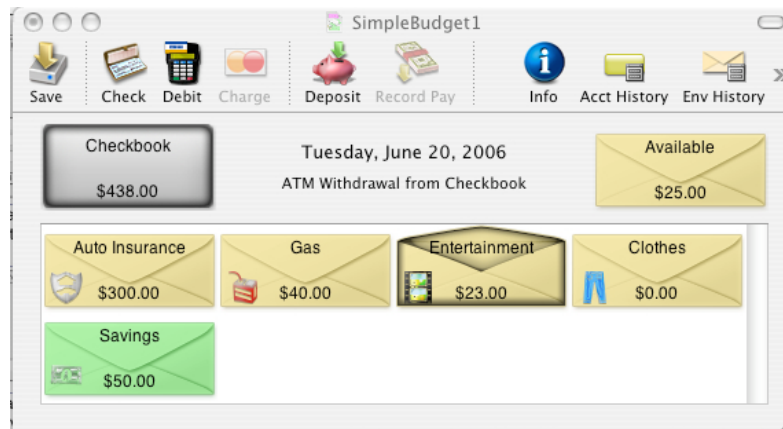 SimpleBudget1
Save Check Debit Charge Deposit Record Pay Info Acct History Env History
Checkbook
$438.00
Tuesday, June 20, 2006
ATM Withdrawal from Checkbook
Available
$25.00
Auto Insurance
$300.00
Gas
$40.00
Entertainment
$23.00
Clothes
$0.00
Savings
$50.00